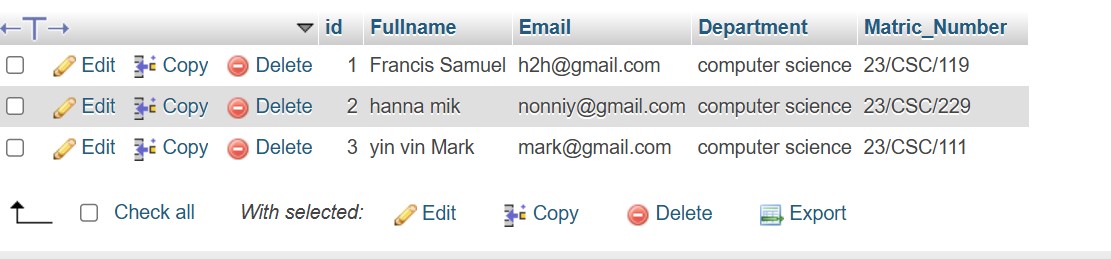 id Fullname Email Department Matric_Number
Edit Copy Delete 1 Francis Samuel h2h@gmail.com computer science 23/CSC/119
Edit Copy Delete 2 hanna mik nonniy@gmail.com computer science 23/CSC/229
Edit Copy Delete 3 yin vin Mark mark@gmail.com computer science 23/CSC/111
Check all With selected: Edit Copy Delete Export